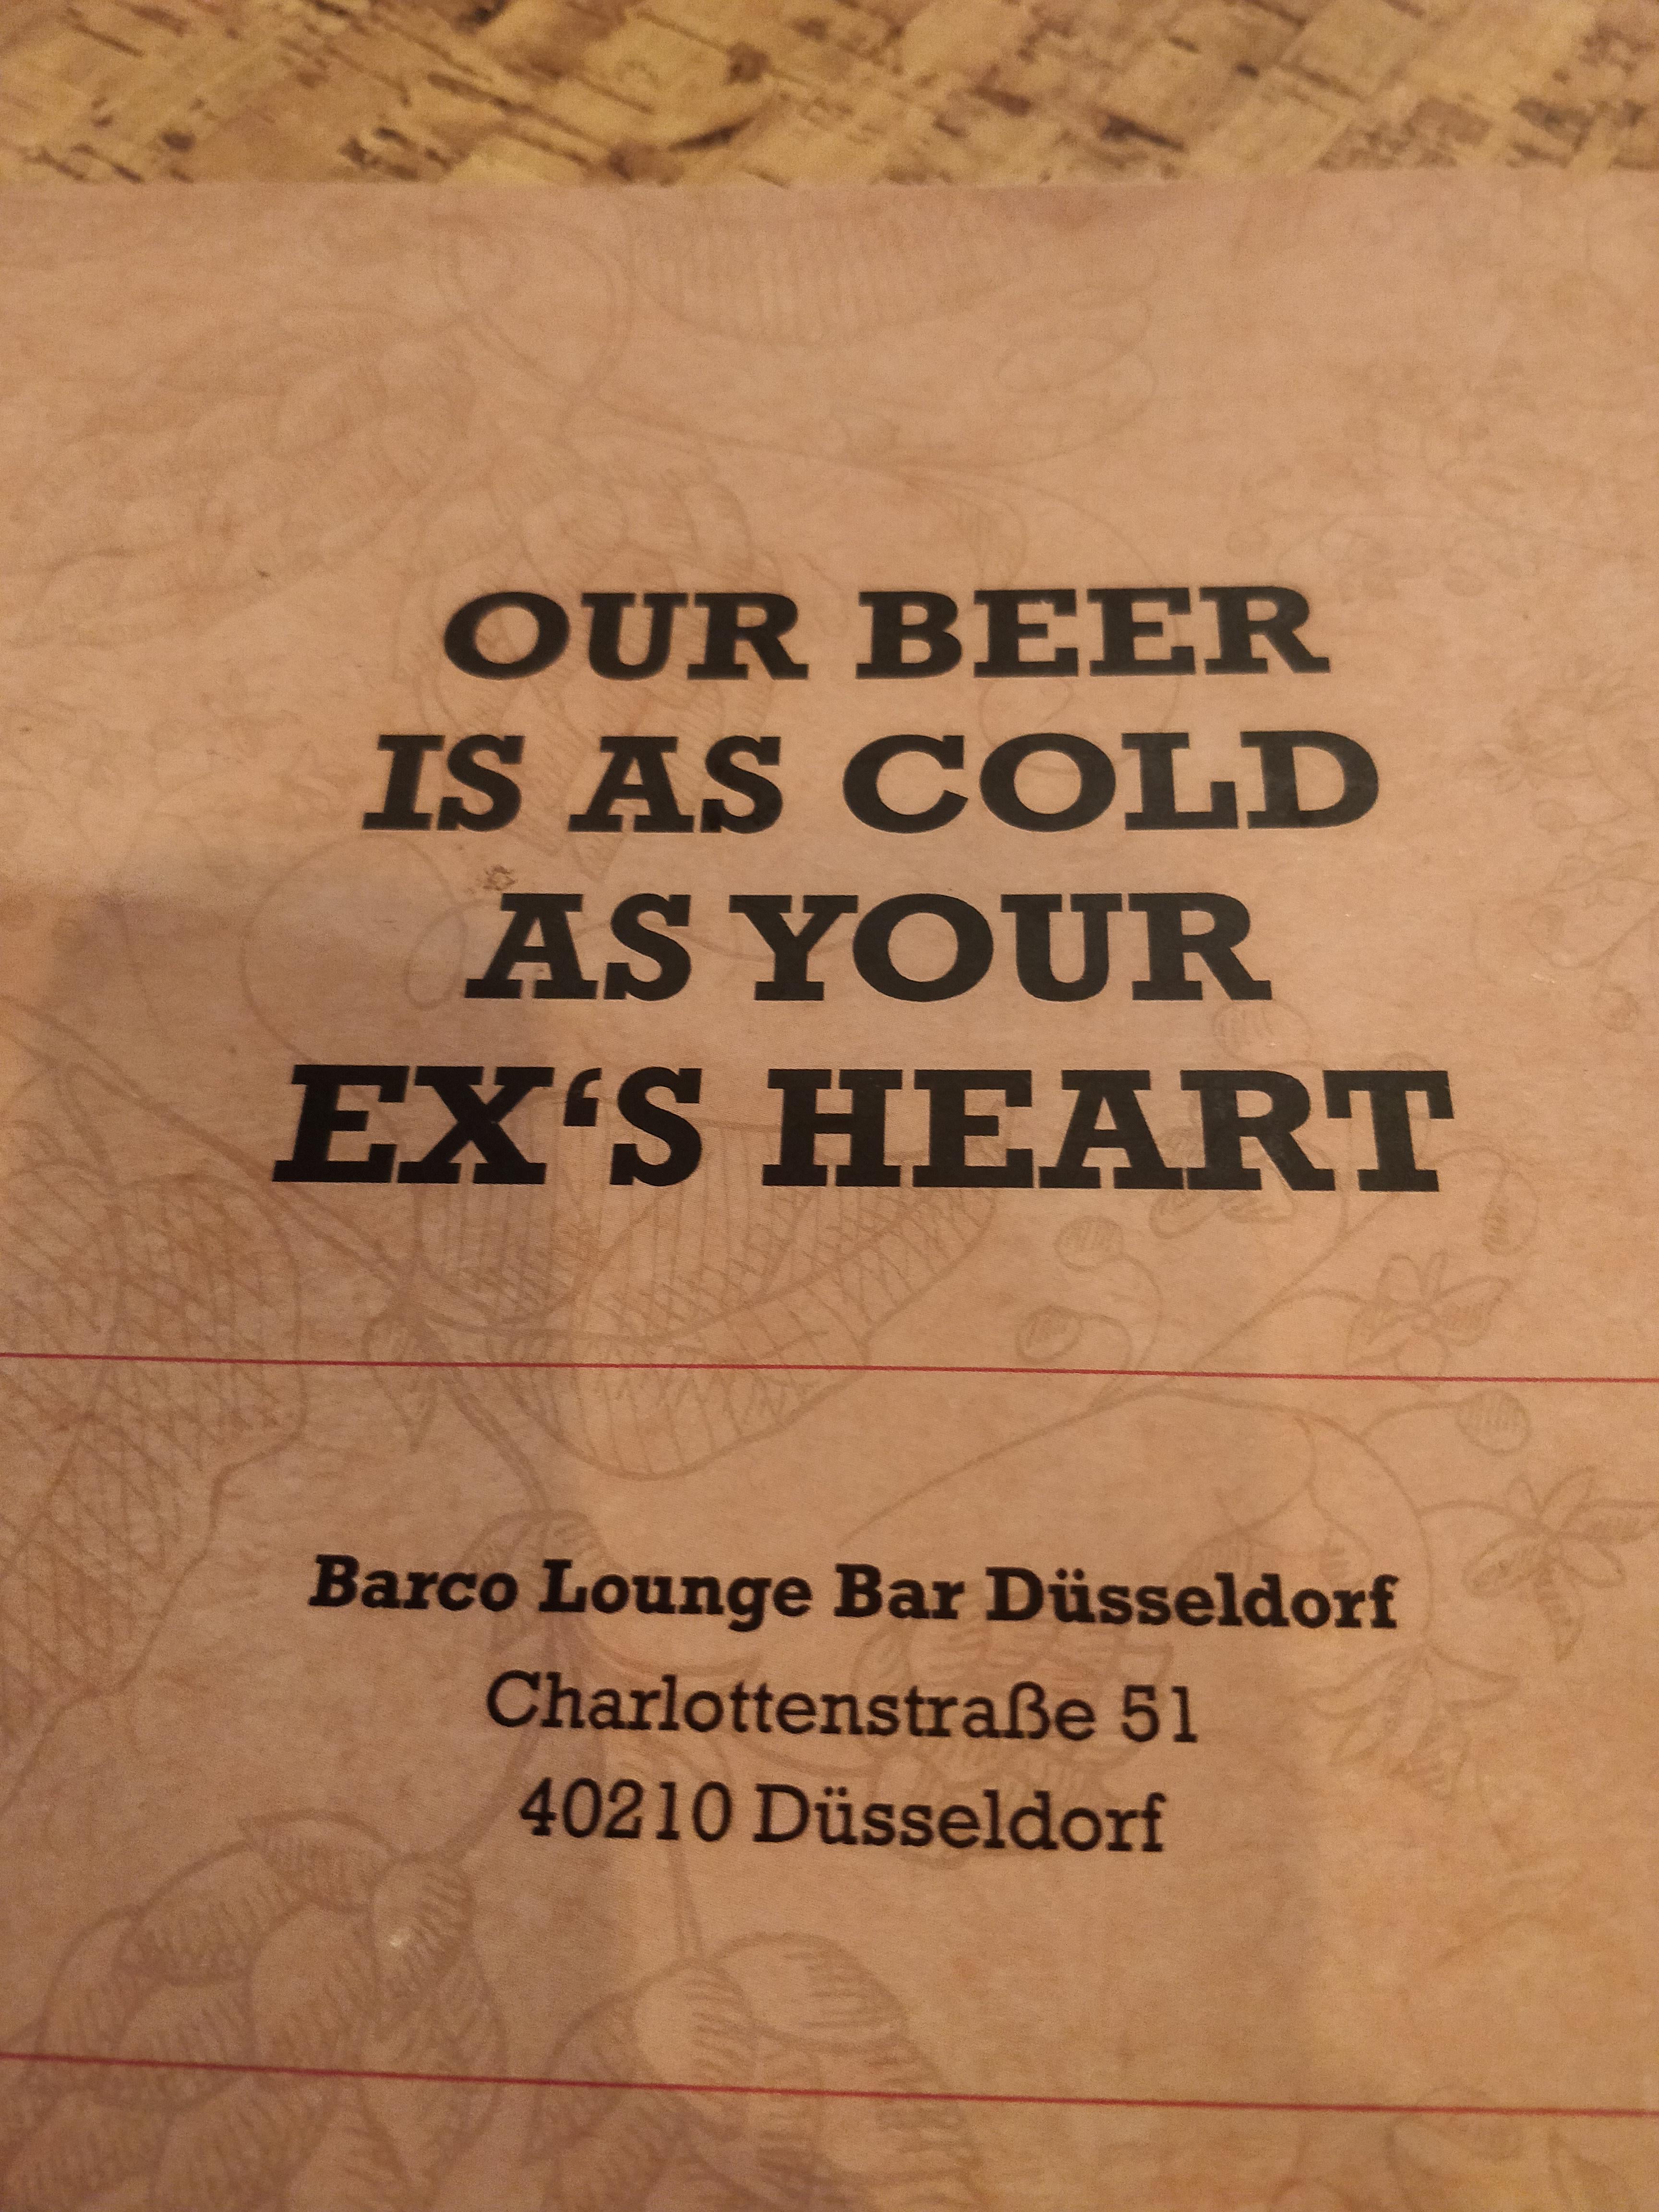 OUR BEER
IS AS COLD
AS YOUR
EX‘S HEART
Barco Lounge Bar Düsseldorf
Charlottenstraße 51
40210 Düsseldorf